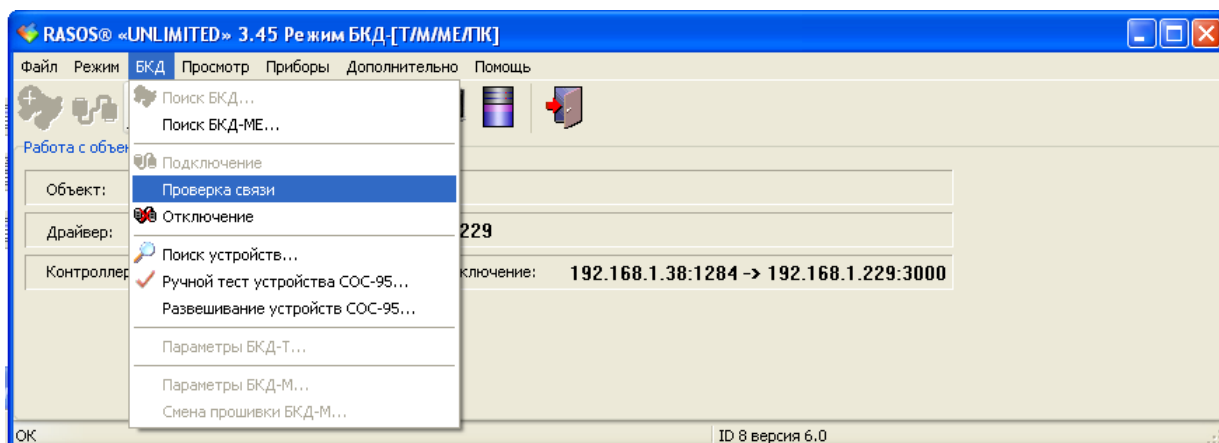 RASOS® «UNLIMITED» 3.45 Режим БКД-[Т/М/МЕ/ПК]
Файл Режим БКД Просмотр Приборы Дополнительно Помощь
Поиск БКД...
Поиск БКД-МЕ...
Работа с
Подключение
Объект:
Проверка связи
Отключение
Драйвер:
229
Поиск устройств...
Контроллер
192.168.1.38:1284 -> 192.168.1.229:3000
Ручной тест устройства СОС-95...
Развешивание устройств СОС-95...
Параметры БКД-Т...
Параметры БКД-М...
Смена прошивки БКД-М...
ОК ID 8 версия 6.0